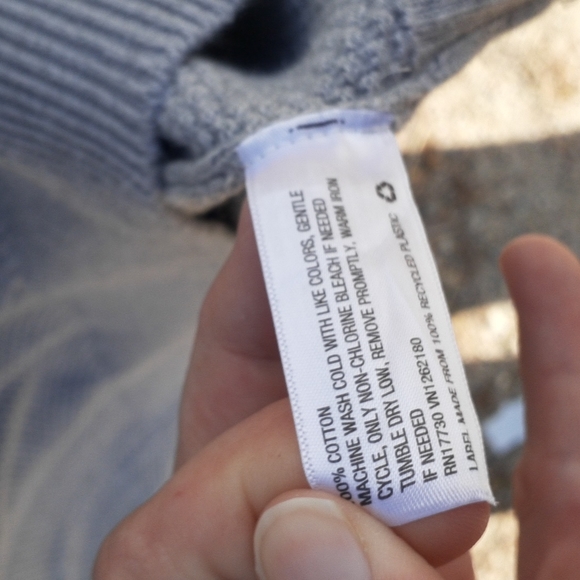 00% COTTON
MACHINE WASH COLD WITH LIKE COLORS, GENTLE
CYCLE, ONLY NON-CHLORINE BLEACH IF NEEDED
TUMBLE DRY LOW, REMOVE PROMPTLY, WARM IRON
IF NEEDED
RN17730 VN1262180
LABEL MADE FROM 100% RECYCLED PLASTIC